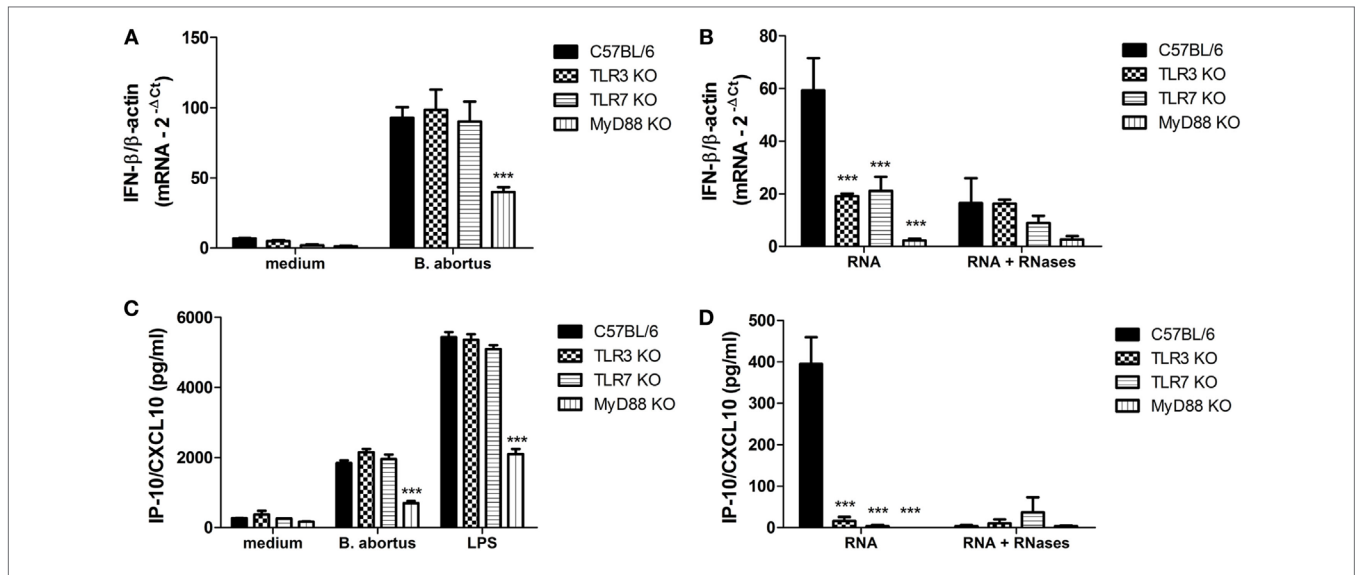 A
IFN-β/β-actin
(mRNA - 2^-ΔCt)
150
100
50
0
***
medium
B. abortus
C57BL/6
TLR3 KO
TLR7 KO
MyD88 KO
B
IFN-β/β-actin
(mRNA - 2^-ΔCt)
80
60
40
20
0
***
***
***
RNA
RNA + RNases
C57BL/6
TLR3 KO
TLR7 KO
MyD88 KO
C
IP-10/CXCL10 (pg/ml)
6000
4000
2000
0
***
***
medium
B. abortus
LPS
C57BL/6
TLR3 KO
TLR7 KO
MyD88 KO
D
IP-10/CXCL10 (pg/ml)
500
400
300
200
100
0
*** *** ***
RNA
RNA + RNases
C57BL/6
TLR3 KO
TLR7 KO
MyD88 KO